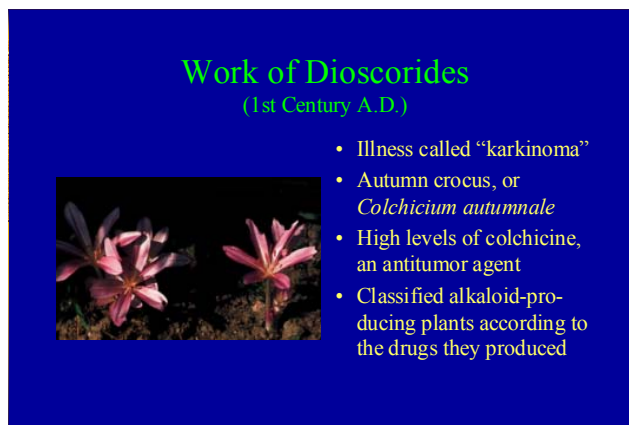 Work of Dioscorides
(1st Century A.D.)
• Illness called “karkinoma”
• Autumn crocus, or
Colchicium autumnale
• High levels of colchicine,
an antitumor agent
• Classified alkaloid-pro-
ducing plants according to
the drugs they produced